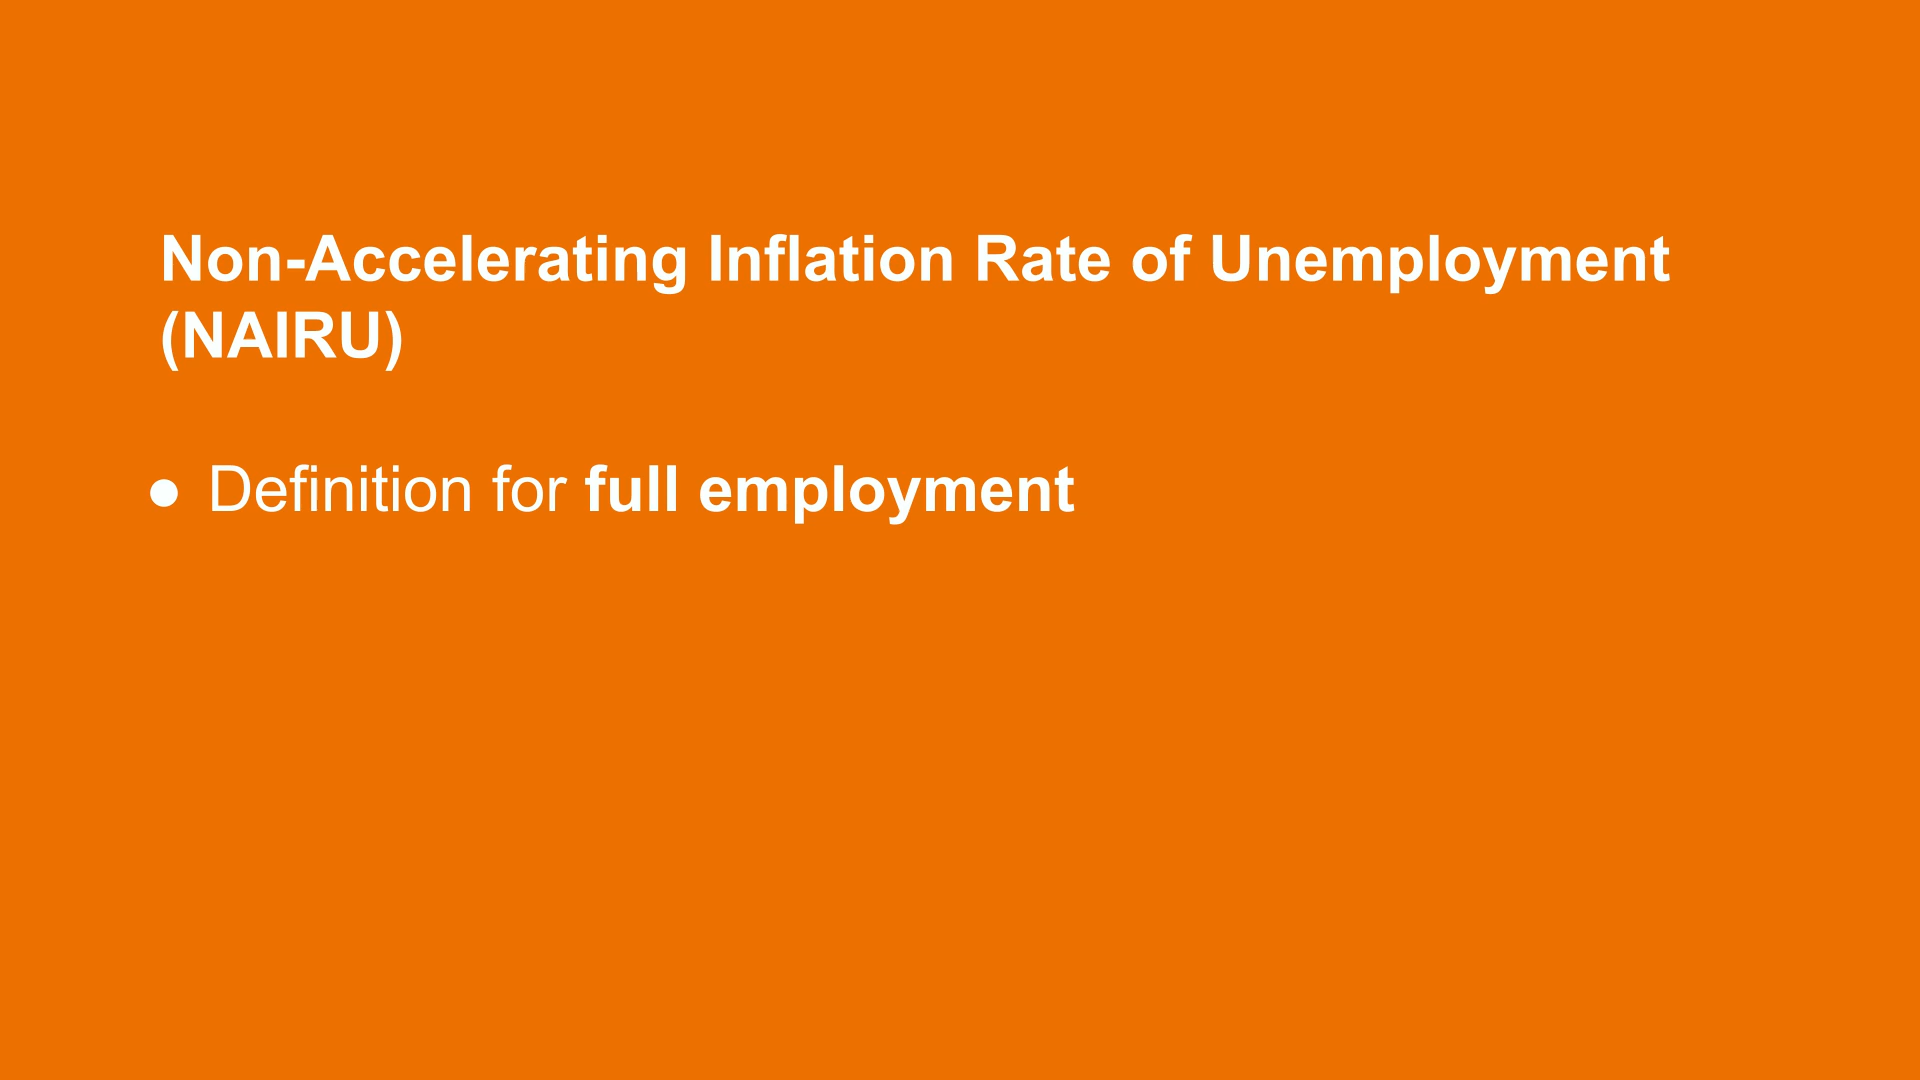 Non-Accelerating Inflation Rate of Unemployment
(NAIRU)
● Definition for full employment